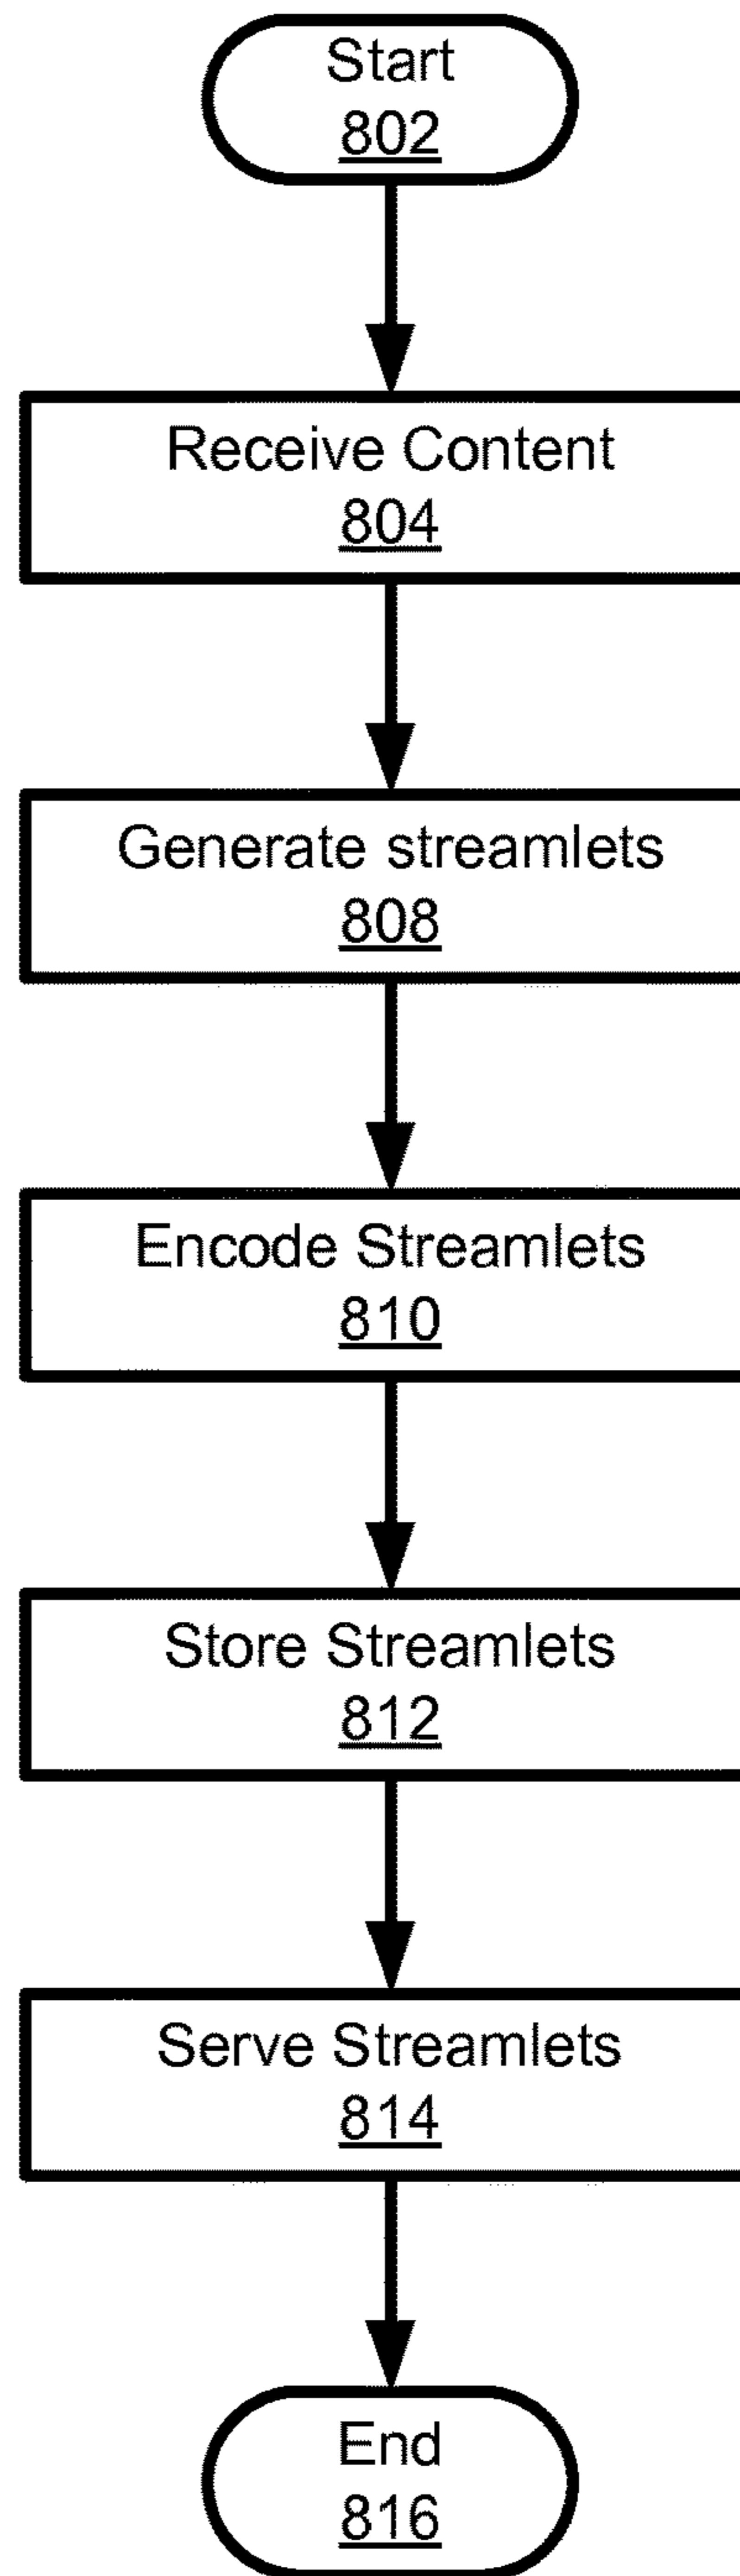 Start
802
Receive Content
804
Generate streamlets
808
Encode Streamlets
810
Store Streamlets
812
Serve Streamlets
814
End
816